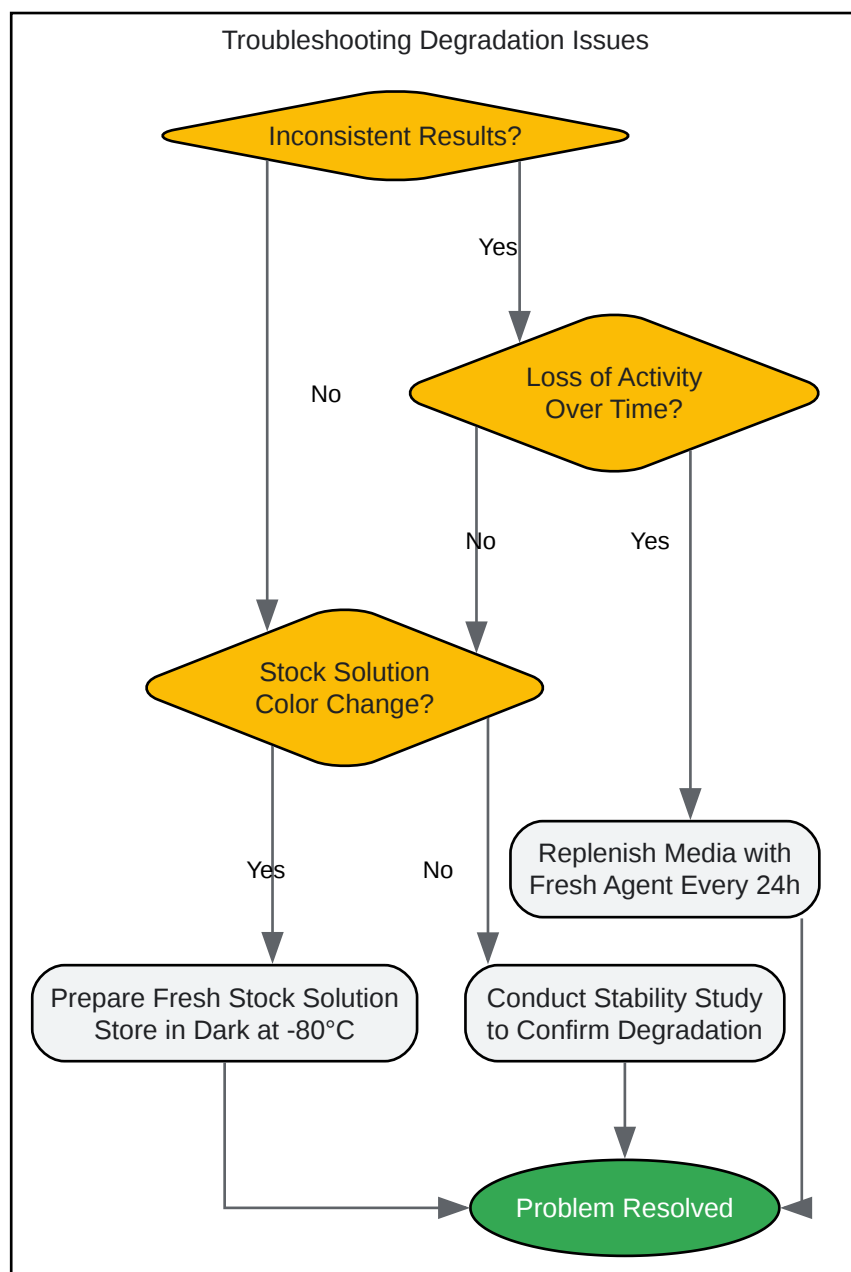 Troubleshooting Degradation Issues
Inconsistent Results?
Yes
No
Loss of Activity
Over Time?
No
Yes
Stock Solution
Color Change?
Yes
No
Replenish Media with
Fresh Agent Every 24h
Prepare Fresh Stock Solution
Store in Dark at -80°C
Conduct Stability Study
to Confirm Degradation
Problem Resolved